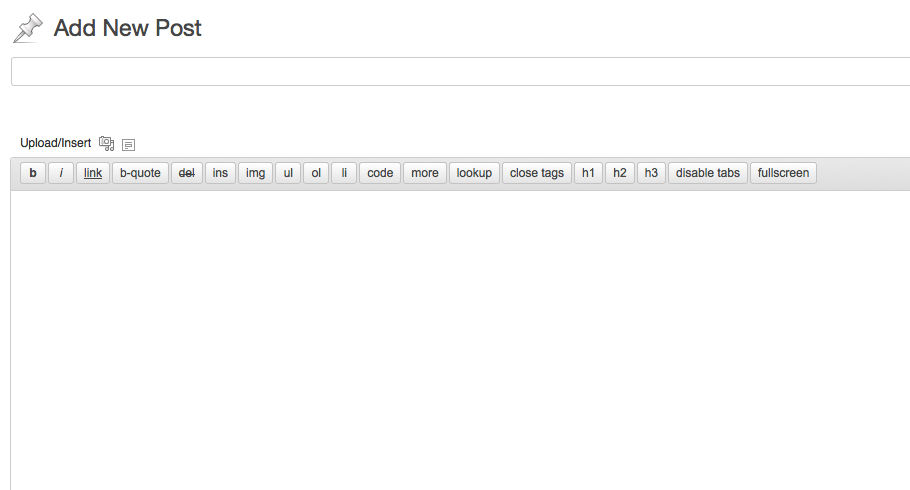 Add New Post
Upload/Insert
b i link b-quote del ins img ul ol li code more lookup close tags h1 h2 h3 disable tabs fullscreen